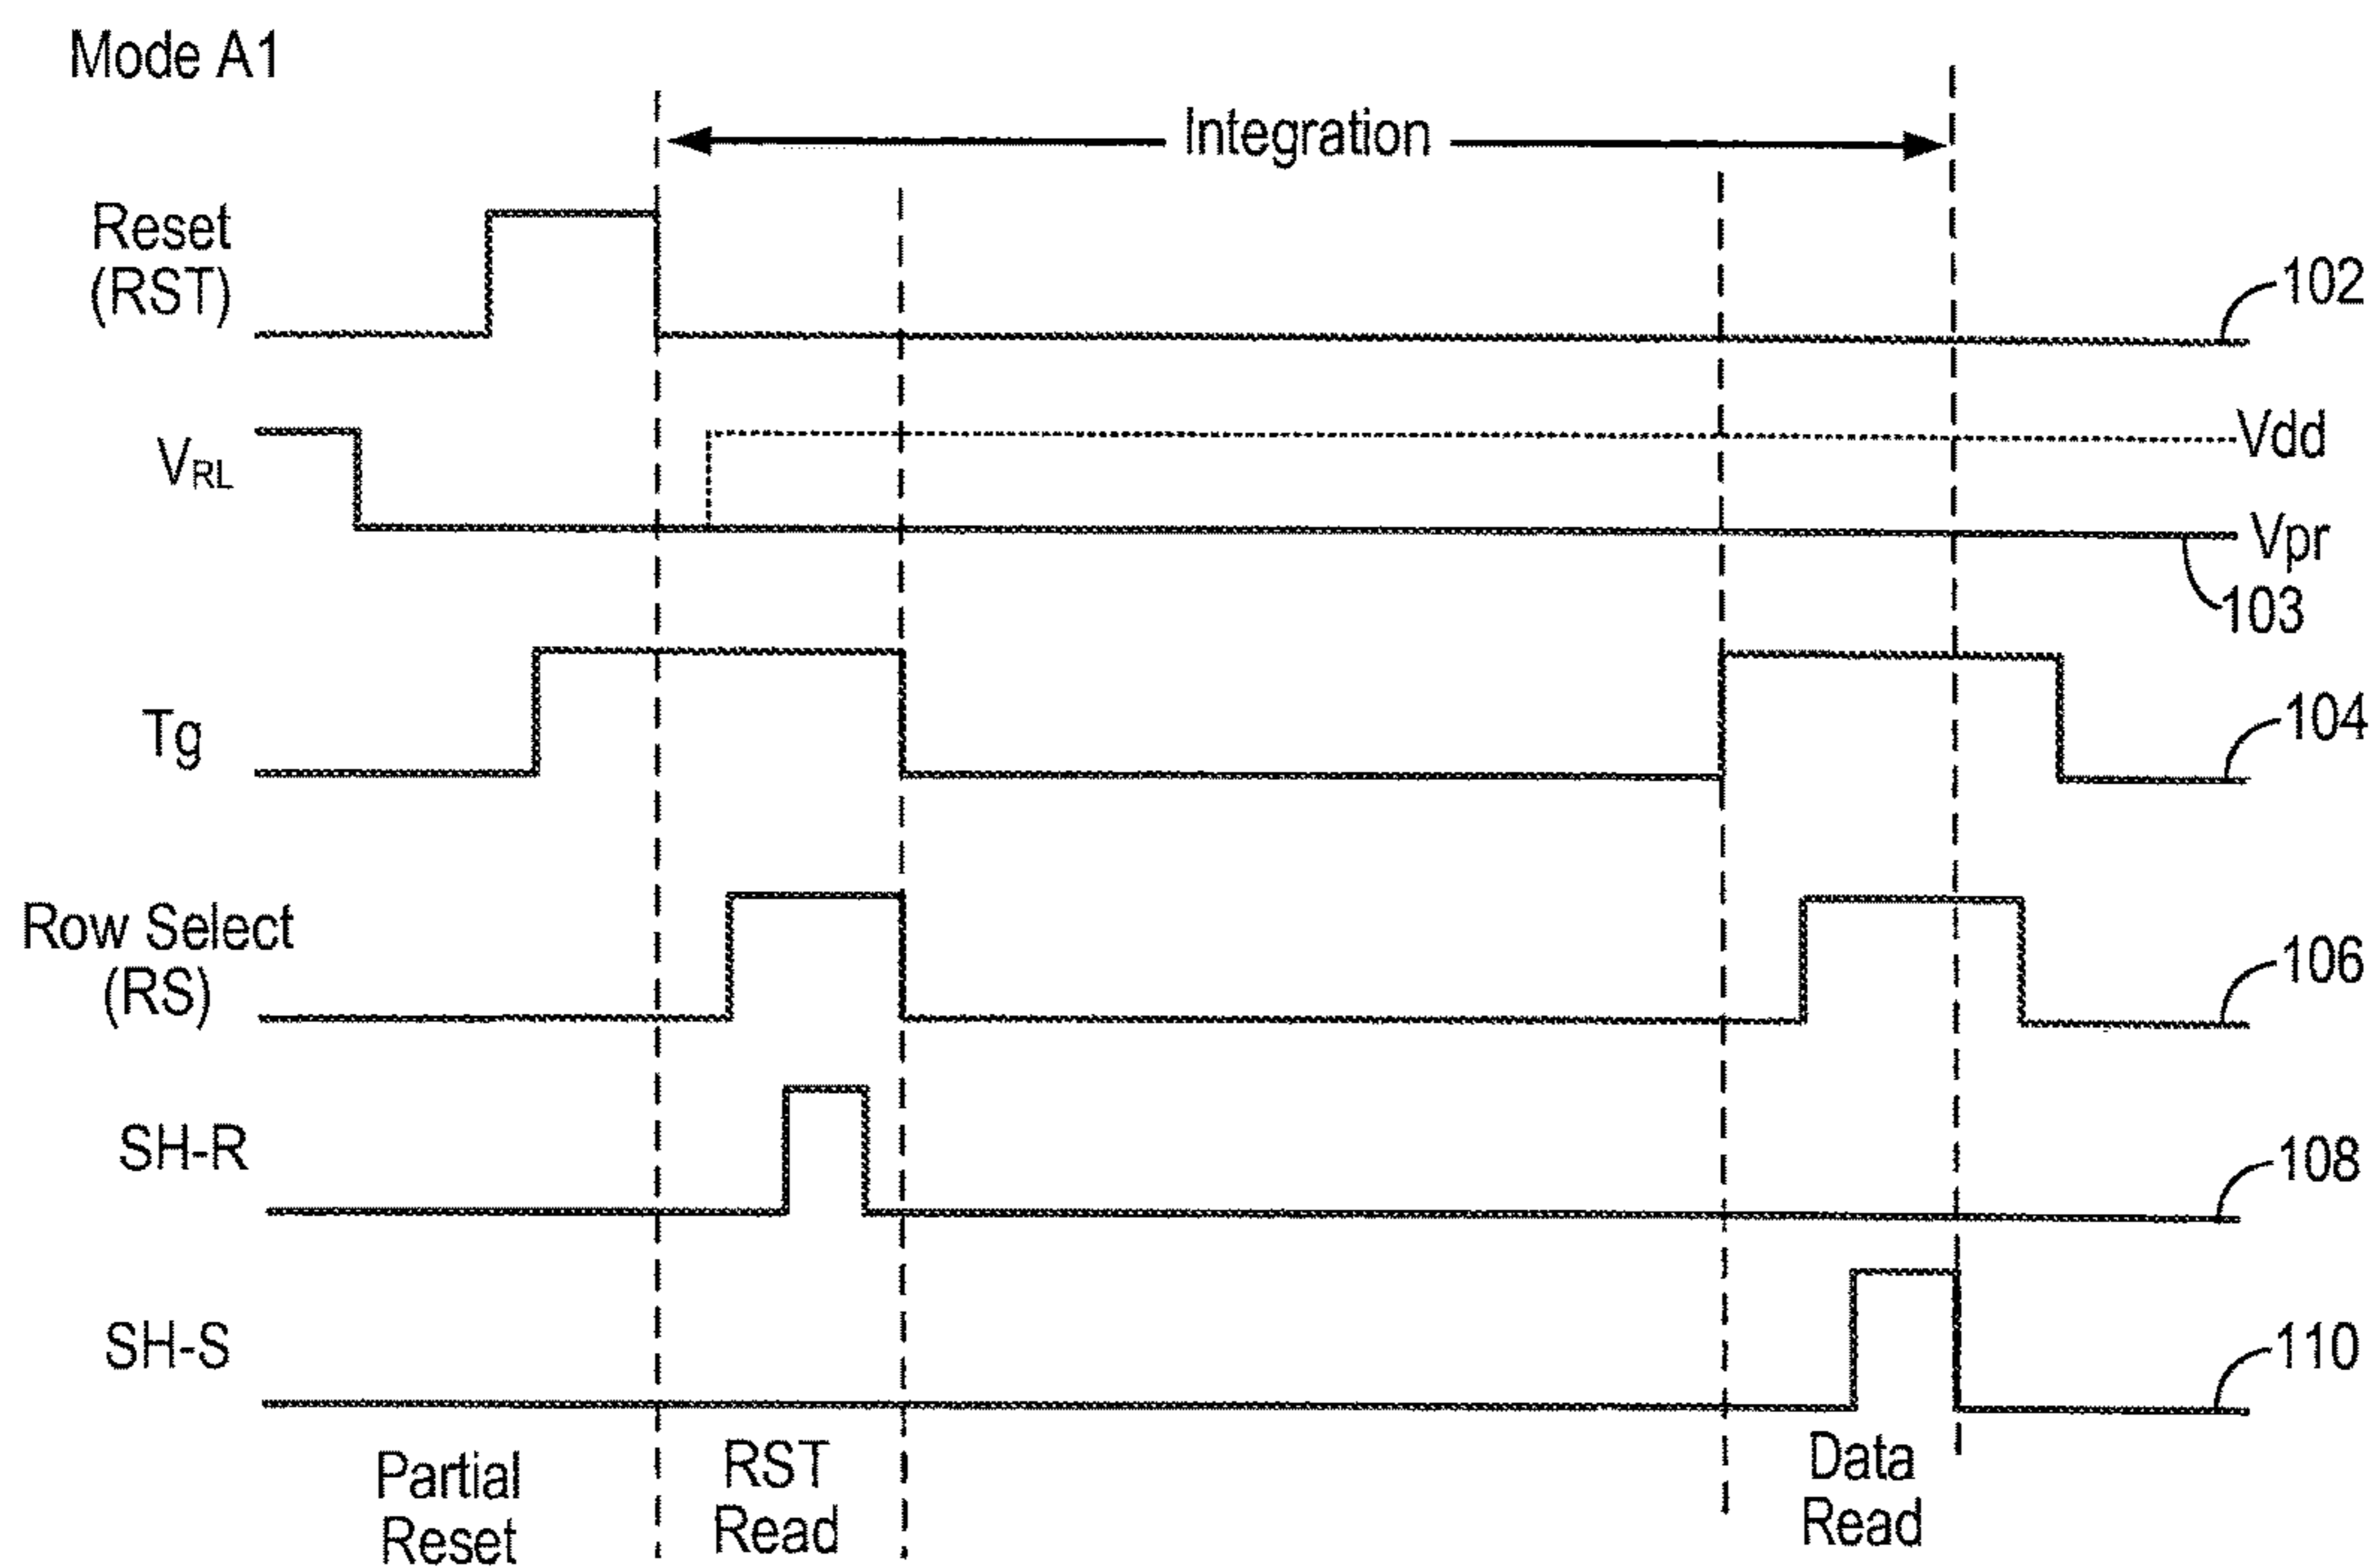 Mode A1
Integration
Reset
(RST)
102
VRL
Vdd
Vpr
103
Tg
104
Row Select
(RS)
106
SH-R
108
SH-S
110
Partial
Reset
RST
Read
Data
Read